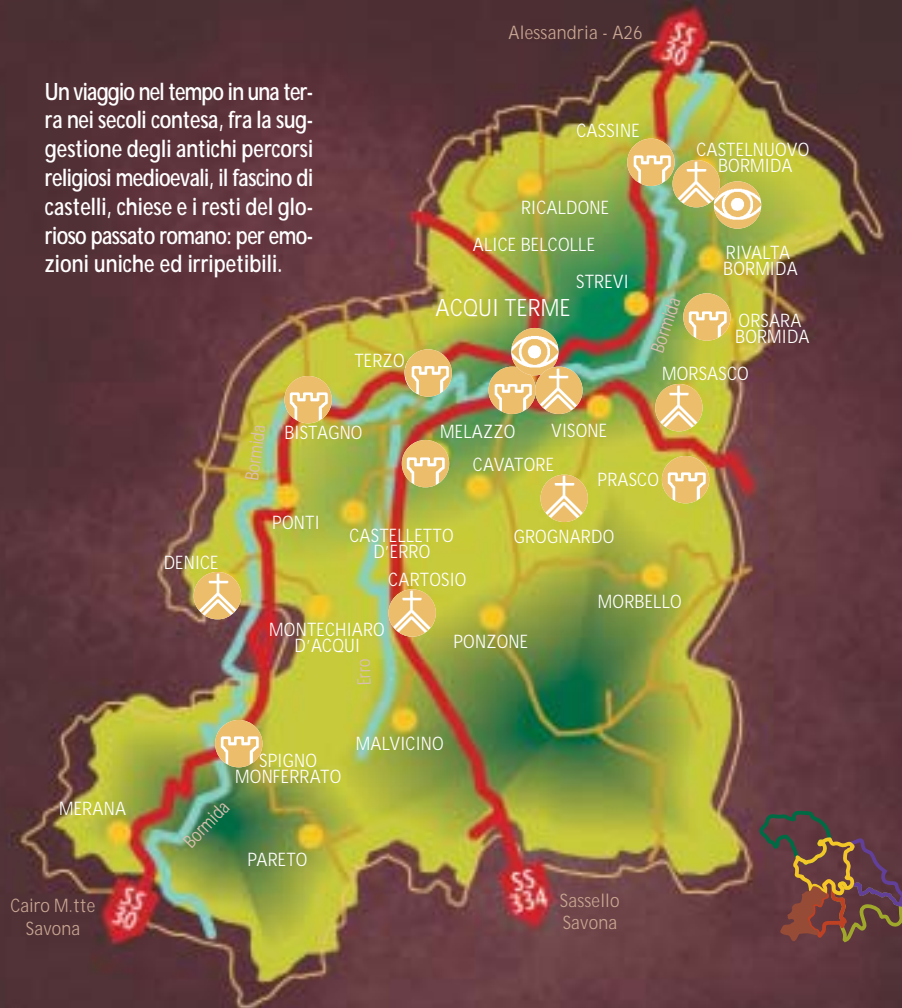 Alessandria - A26
SS
30
Un viaggio nel tempo in una ter-
ra nei secoli contesa, fra la sug-
gestione degli antichi percorsi
religiosi medioevali, il fascino di
castelli, chiese e i resti del glo-
rioso passato romano: per emo-
zioni uniche ed irripetibili.
CASSINE
CASTELNUOVO
BORMIDA
RICALDONE
ALICE BELCOLLE
RIVALTA
BORMIDA
STREVI
ACQUI TERME
Bormida
ORSARA
BORMIDA
TERZO
MORSASCO
BISTAGNO
MELAZZO
VISONE
Bormida
CAVATORE
PRASCO
PONTI
CASTELLETTO
D'ERRO
GROGNARDO
DENICE
CARTOSIO
MORBELLO
MONTECHIARO
D'ACQUI
PONZONE
Erro
MALVICINO
SPIGNO
MONFERRATO
MERANA
Bormida
PARETO
SS
30
Cairo M.tte
Savona
SS
334
Sassello
Savona